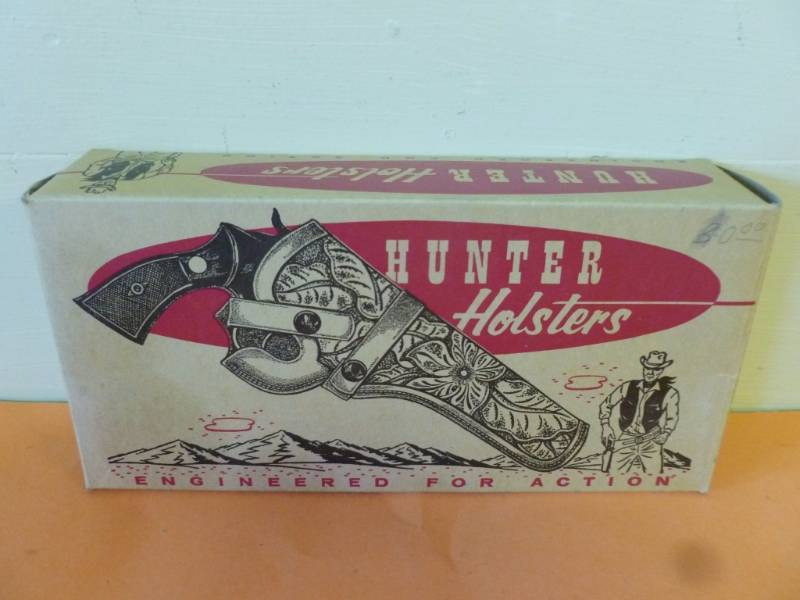 HUNTER Holsters
HUNTER
Holsters
ENGINEERED FOR ACTION